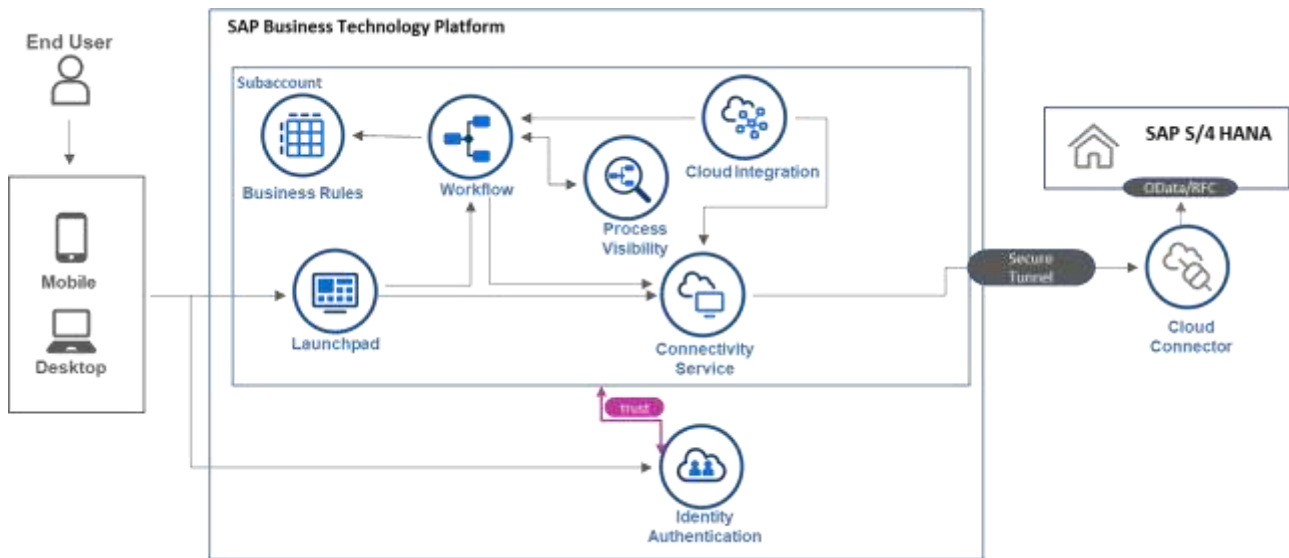 SAP Business Technology Platform
End User
Subaccount
Business Rules
Workflow
Cloud Integration
Process
Visibility
SAP S/4 HANA
OData/RFC
Mobile
Desktop
Launchpad
Connectivity
Service
Secure
Tunnel
Cloud
Connector
trust
Identity
Authentication